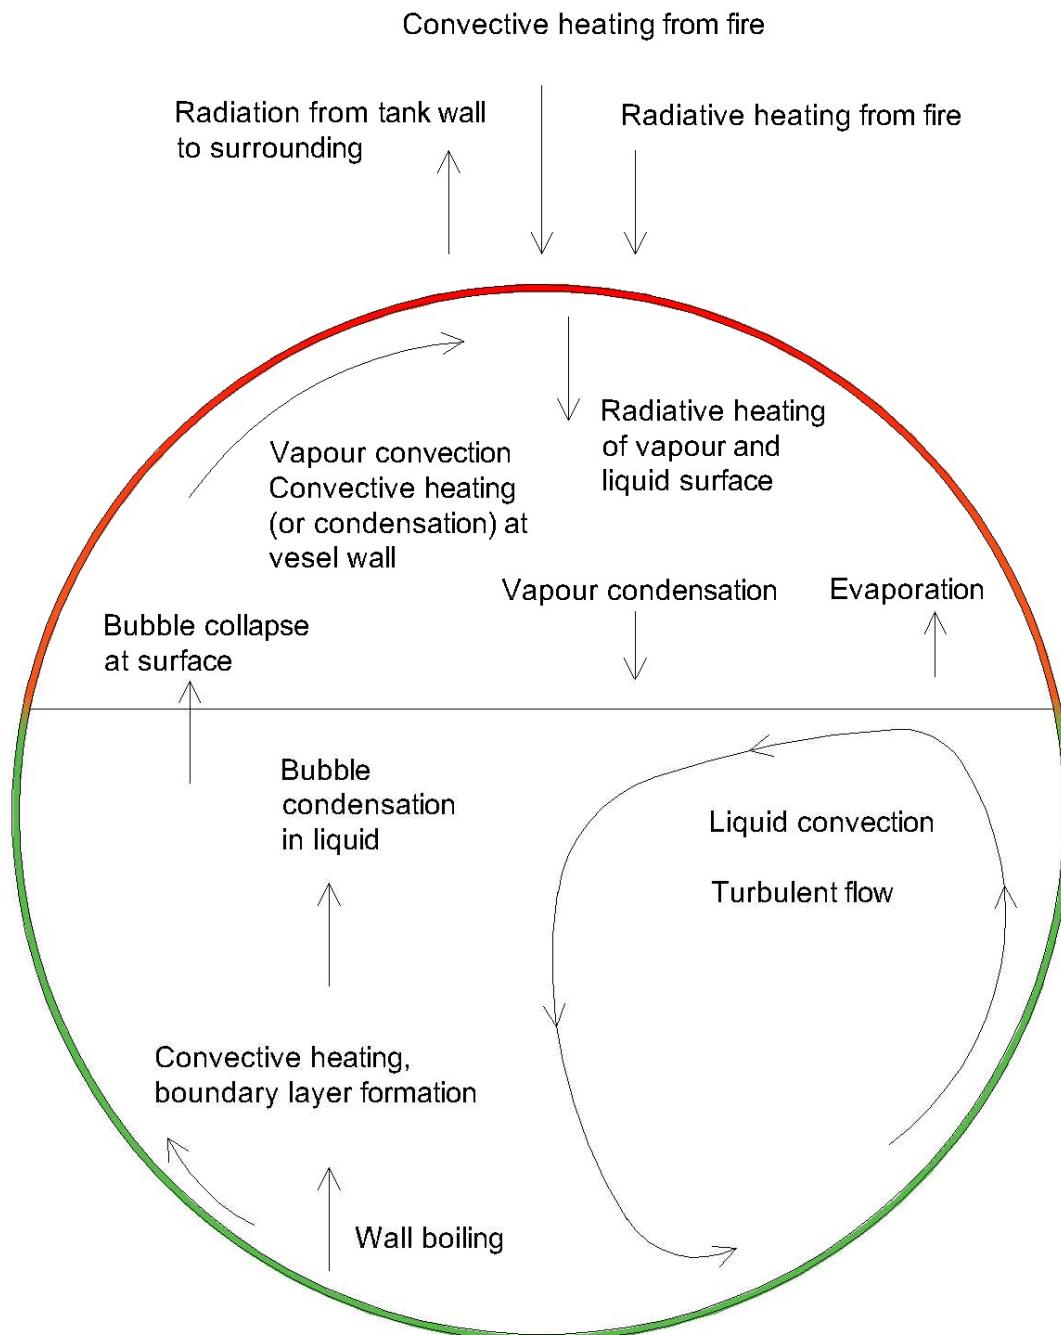 Convective heating from fire
Radiation from tank wall
to surrounding
Radiative heating from fire
Radiative heating
of vapour and
liquid surface
Vapour convection
Convective heating
(or condensation) at
vesel wall
Vapour condensation
Evaporation
Bubble collapse
at surface
Bubble
condensation
in liquid
Liquid convection
Turbulent flow
Convective heating,
boundary layer formation
Wall boiling